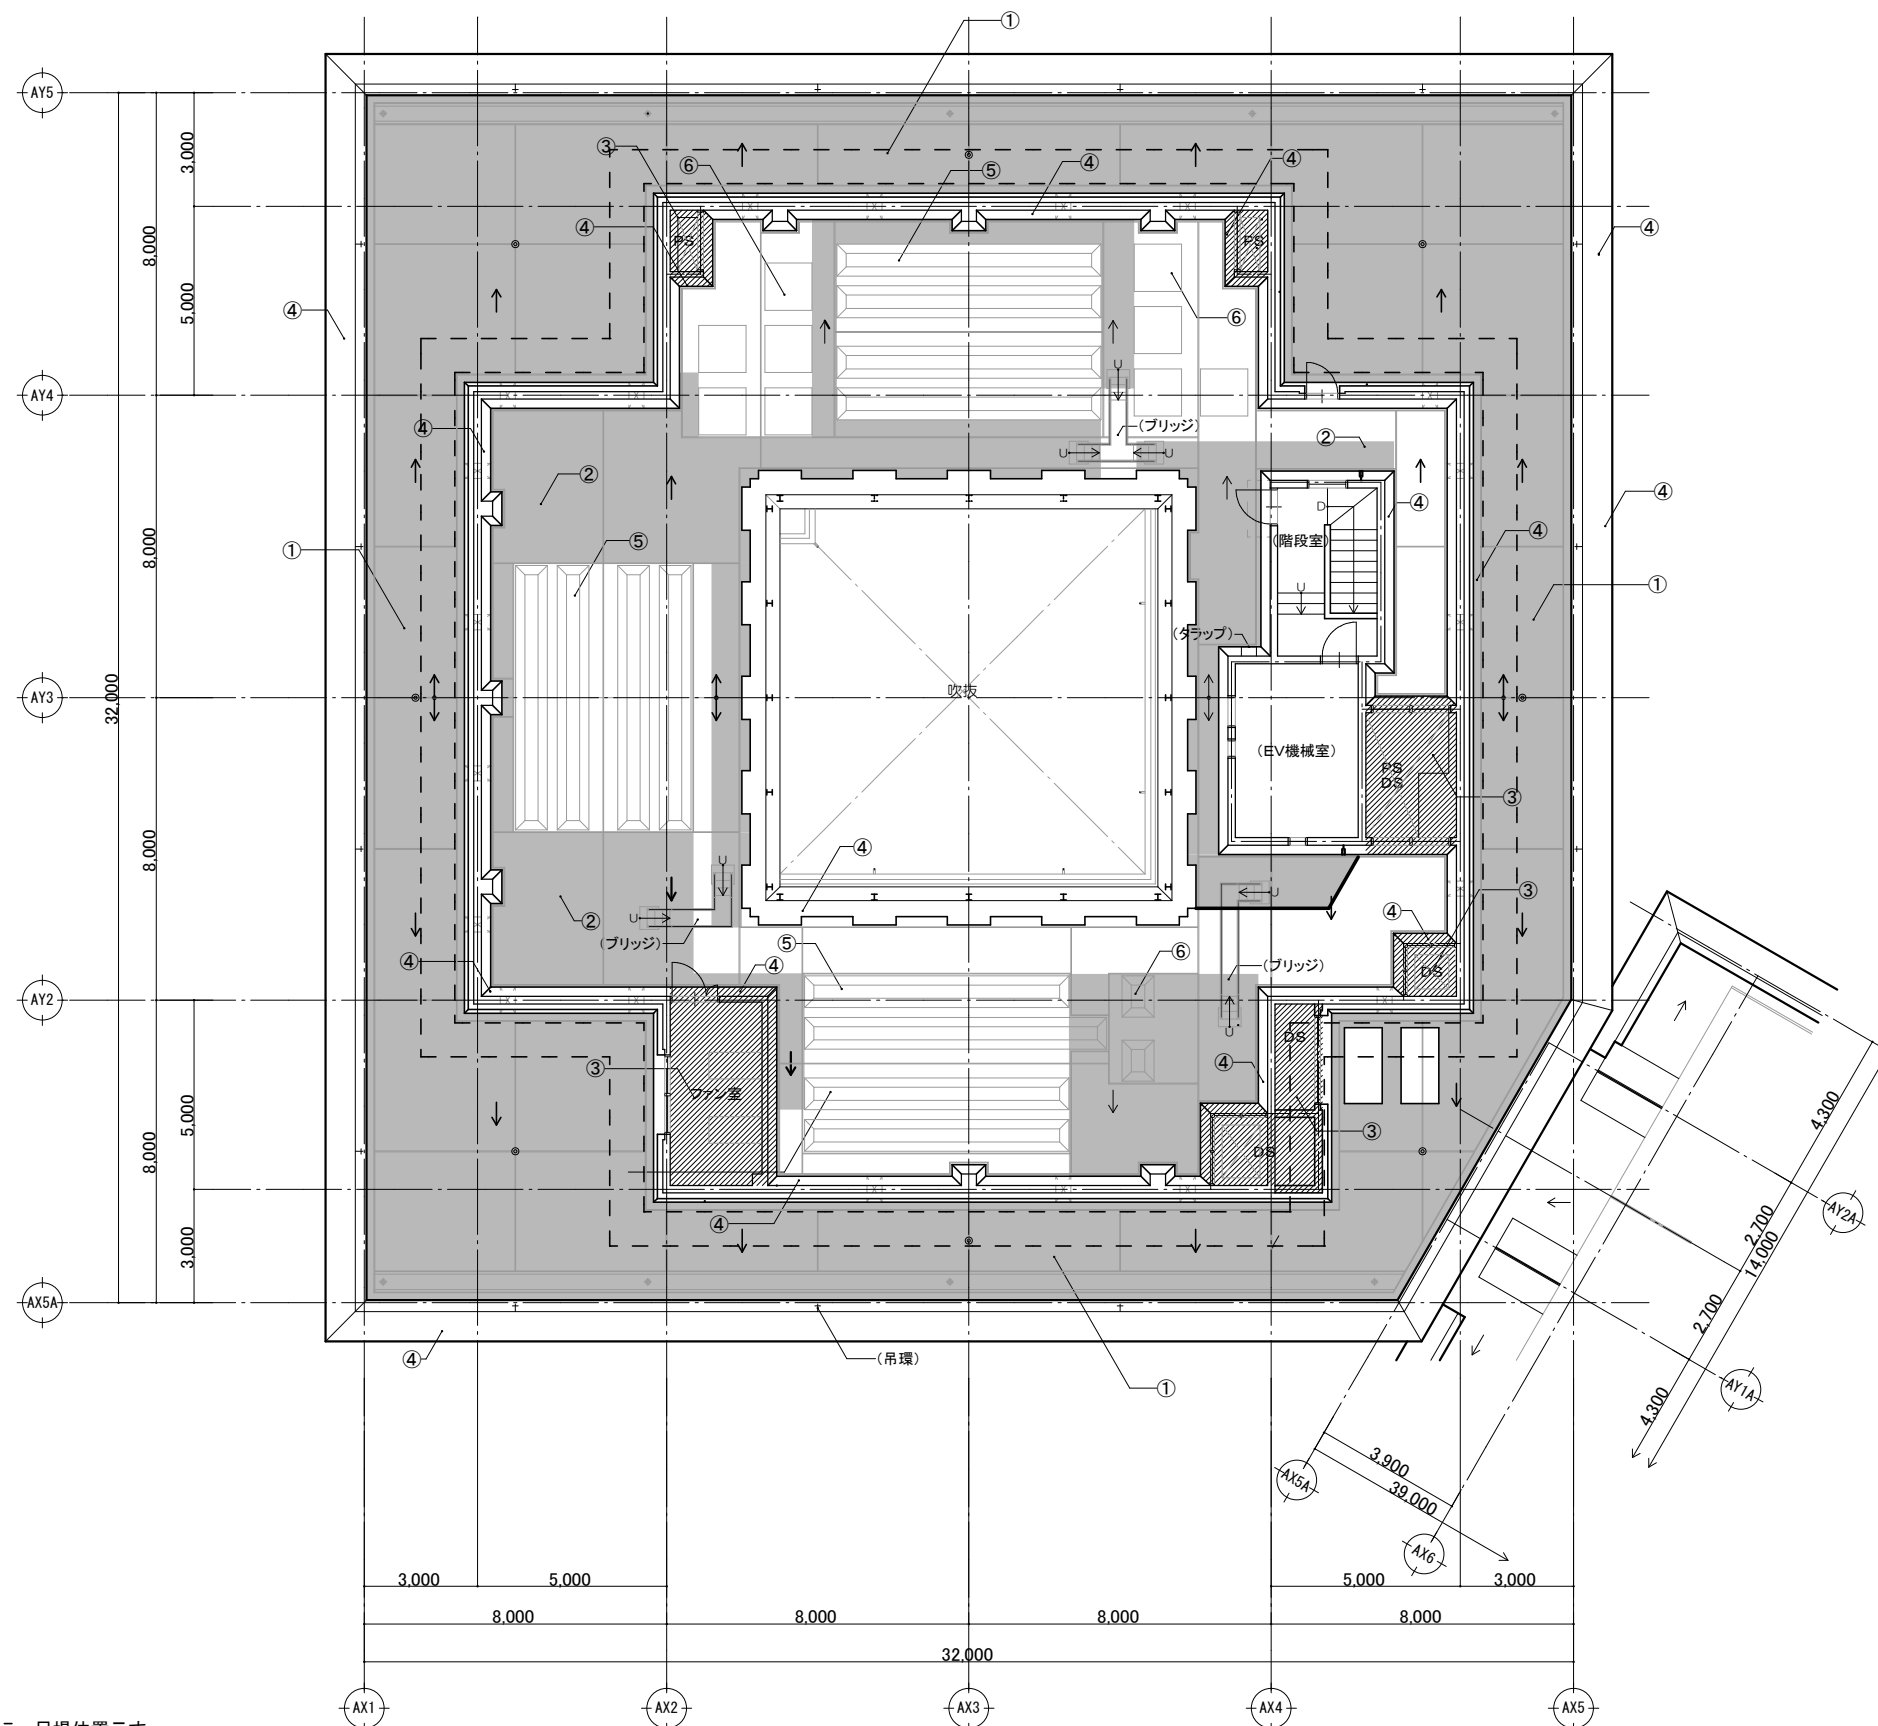 ①
AY5
3,000
③
⑥
⑤
④
④
PS
PS
④
④
8,000
5,000
④
⑥
AY4
④
U
(ブリッジ)
②
U
U
②
④
④
D
④
⑤
(階段室)
①
8,000
①
U
(タラップ)
AY3
32,000
吹抜
(EV機械室)
PS
DS
③
8,000
④
U
U
③
②
④
U
(ブリッジ)
⑤
④
④
⑥
(ブリッジ)
DS
AY2
U
DS
④
③
ファン室
5,000
8,000
③
DS
④
3,000
AX5A
④
(吊環)
①
4,300
AY2A
2,700
14,000
2,700
AY1A
4,300
3,900
39,000
AX5A
AX6
3,000
5,000
5,000
3,000
8,000
8,000
8,000
8,000
32,000
AX1
AX2
AX3
AX4
AX5